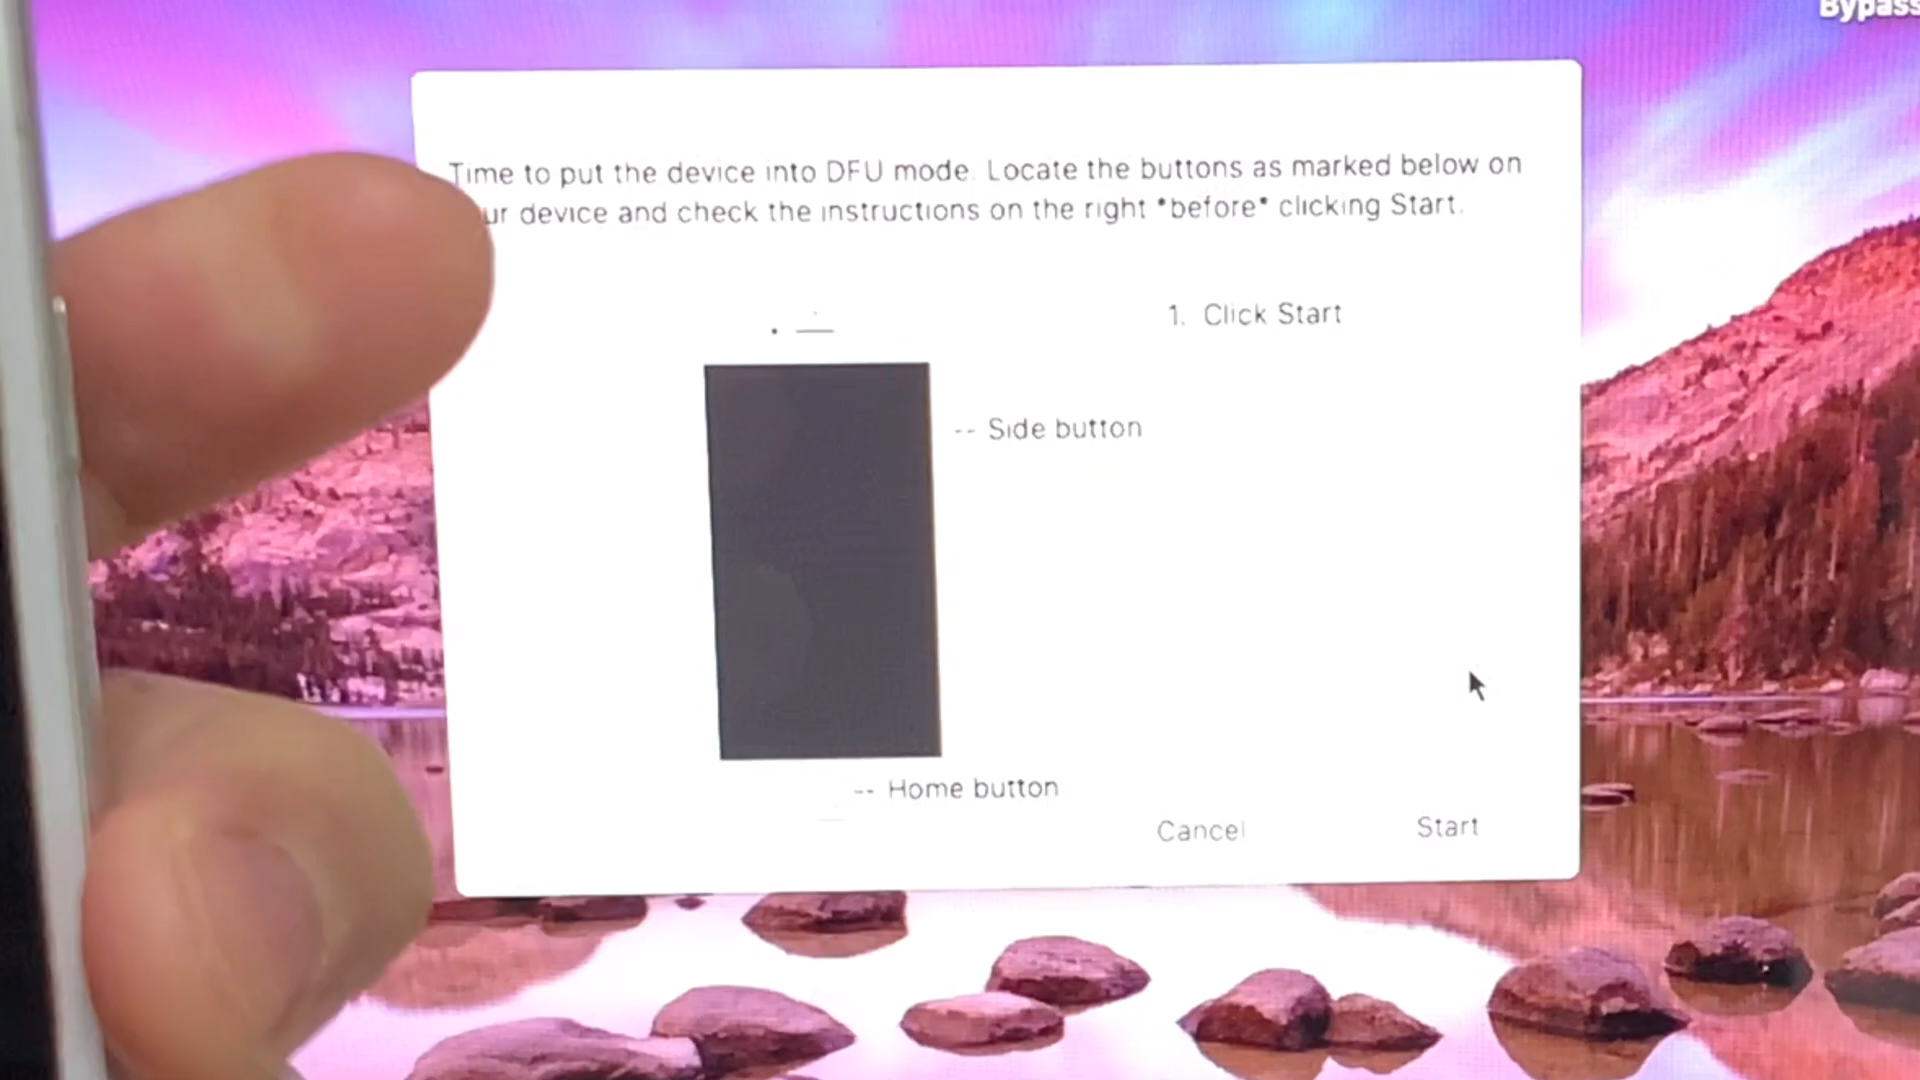 Bypass
Time to put the device into DFU mode. Locate the buttons as marked below on
ur device and check the instructions on the right *before* clicking Start.
1. Click Start
-- Side button
-- Home button
Cancel
Start